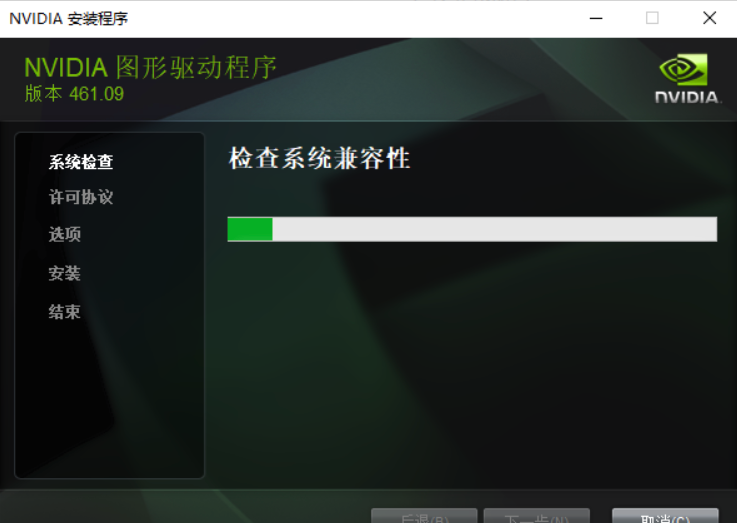 NVIDIA 安装程序
NVIDIA 图形驱动程序
版本 461.09
NVIDIA.
系统检查
许可协议
选项
安装
结束
检查系统兼容性
后退(B)
下一步(N)
取消(C)